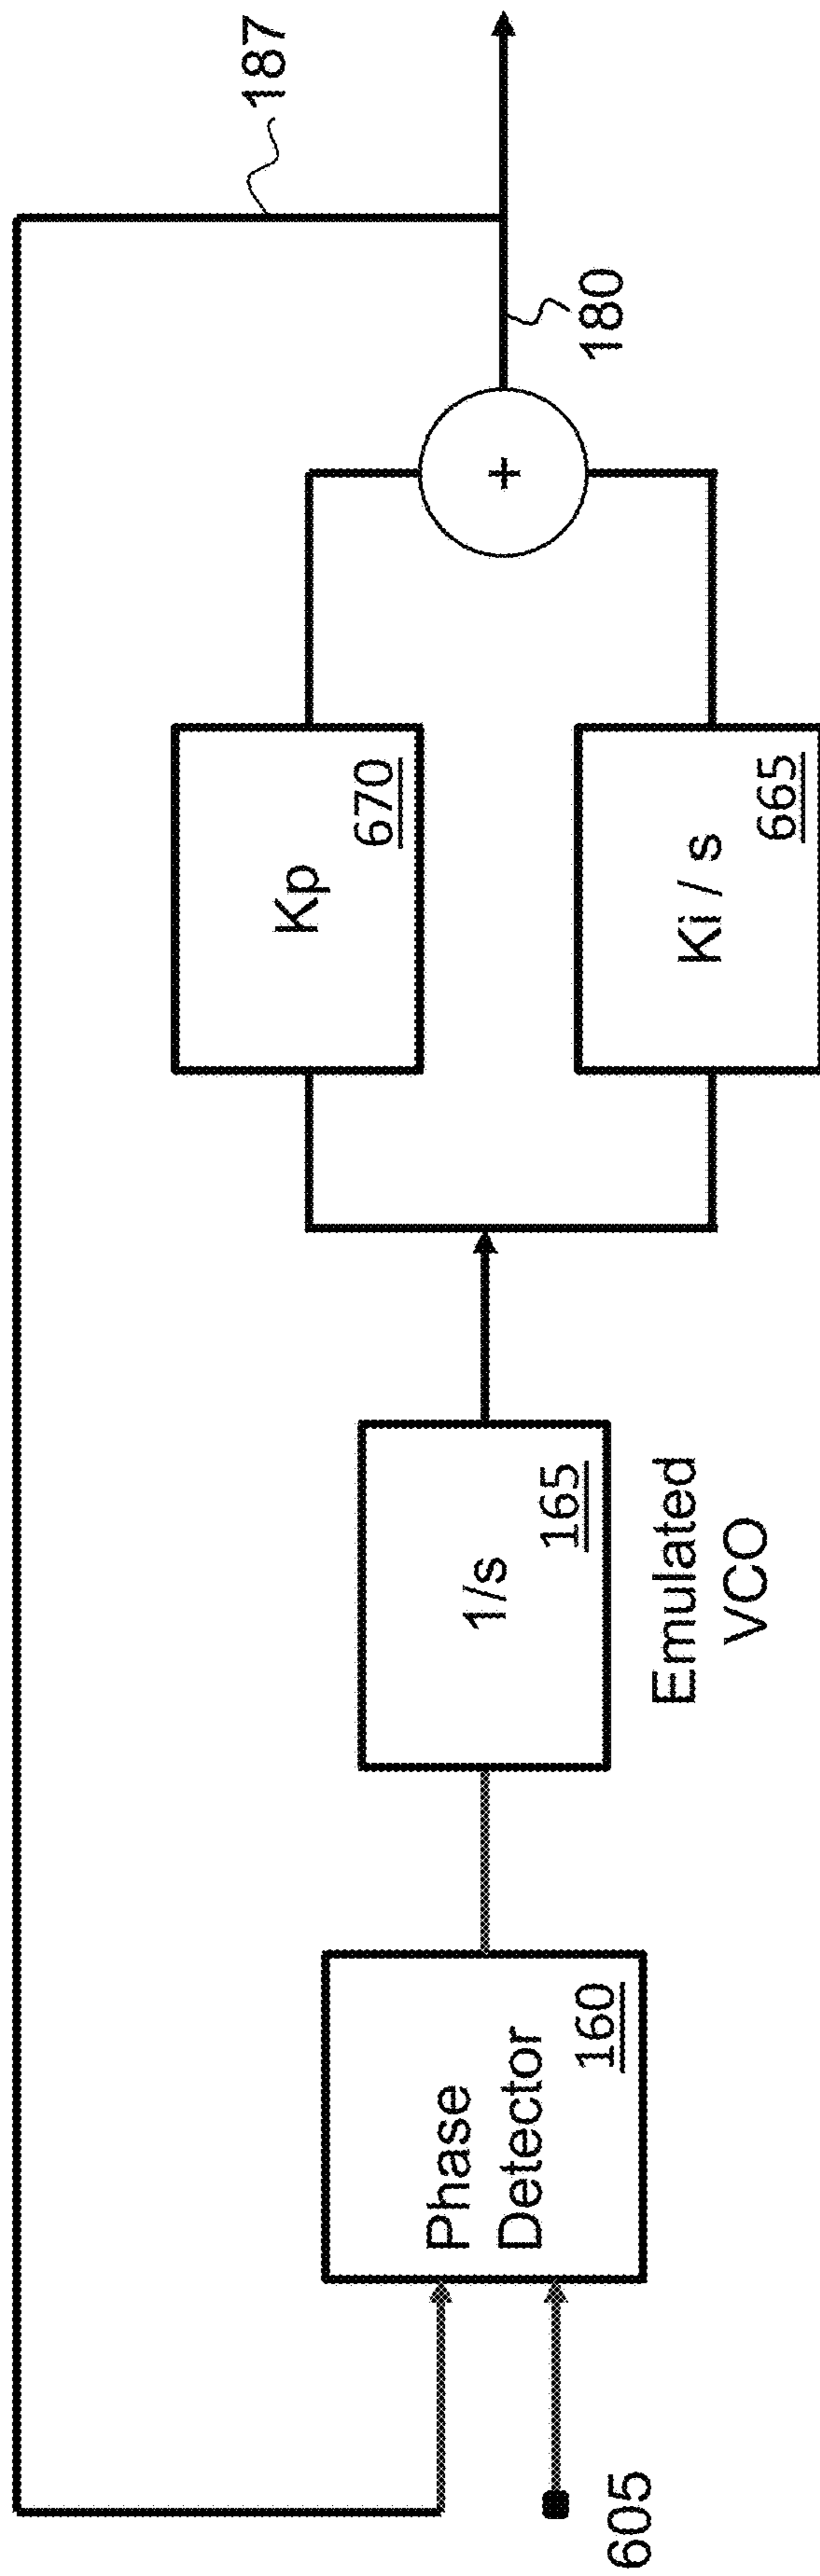 187
180
+
Kp
670
Ki / s
665
1/s
165
Emulated
VCO
Phase
Detector
160
605